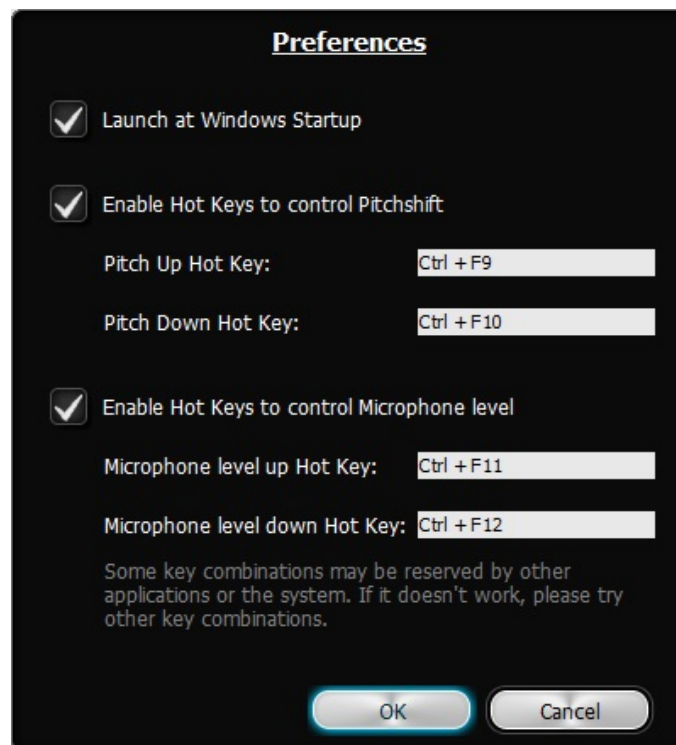 Preferences
Launch at Windows Startup
Enable Hot Keys to control Pitchshift
Pitch Up Hot Key: Ctrl + F9
Pitch Down Hot Key: Ctrl + F10
Enable Hot Keys to control Microphone level
Microphone level up Hot Key: Ctrl + F11
Microphone level down Hot Key: Ctrl + F12
Some key combinations may be reserved by other
applications or the system. If it doesn't work, please try
other key combinations.
OK Cancel